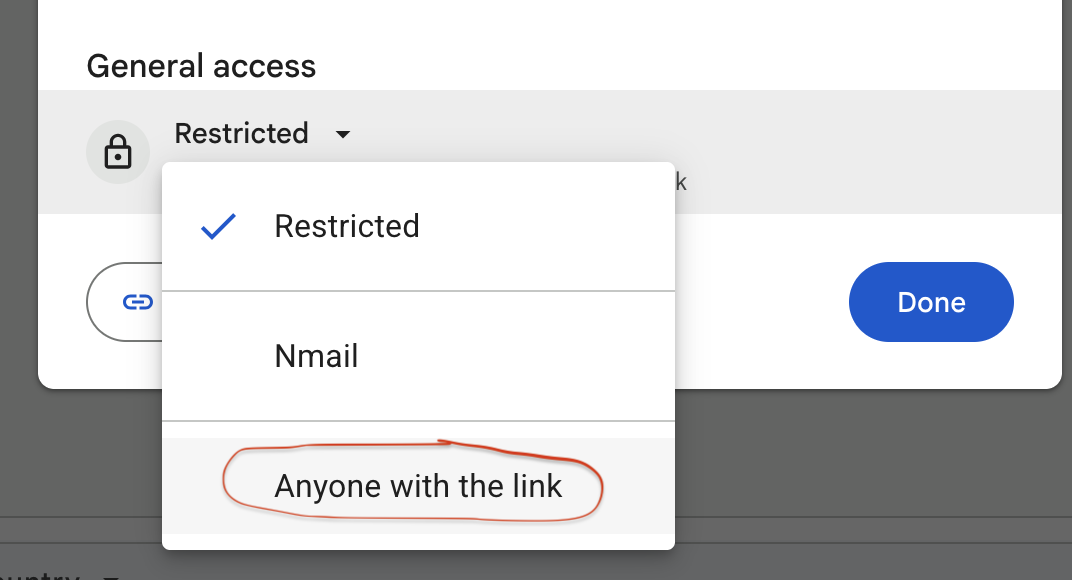 General access
Restricted
Restricted
k
Nmail
Done
Anyone with the link